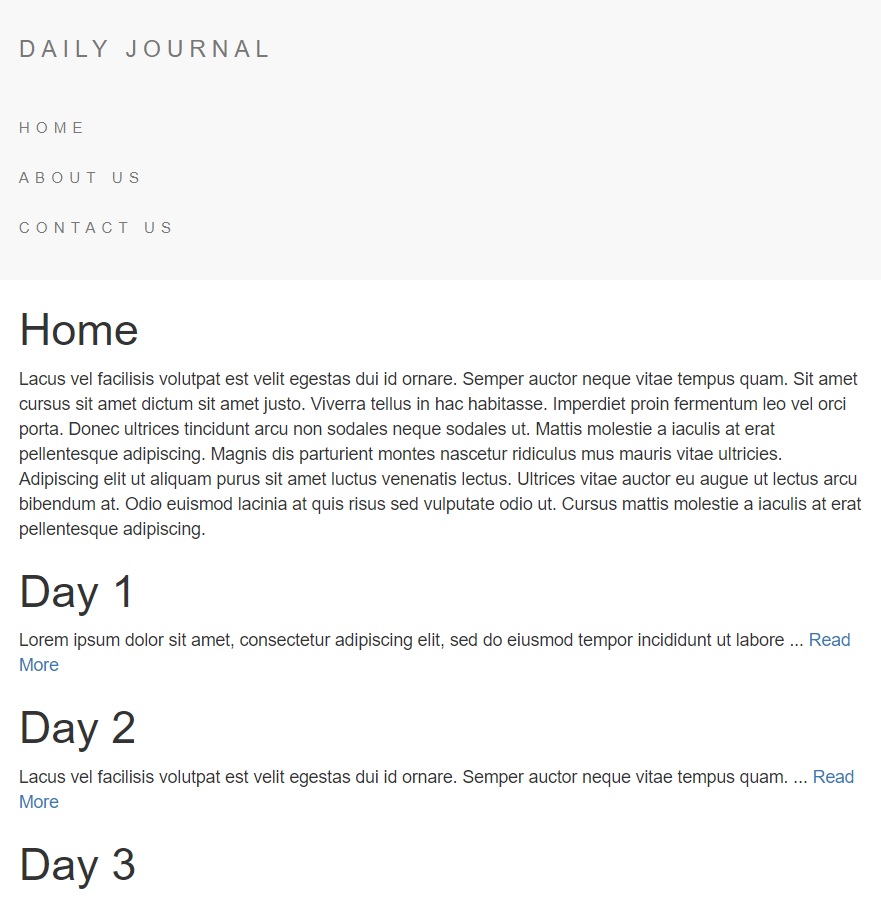 DAILY JOURNAL
HOME
ABOUT US
CONTACT US
Home
Lacus vel facilisis volutpat est velit egestas dui id ornare. Semper auctor neque vitae tempus quam. Sit amet
cursus sit amet dictum sit amet justo. Viverra tellus in hac habitasse. Imperdiet proin fermentum leo vel orci
porta. Donec ultrices tincidunt arcu non sodales neque sodales ut. Mattis molestie a iaculis at erat
pellentesque adipiscing. Magnis dis parturient montes nascetur ridiculus mus mauris vitae ultricies.
Adipiscing elit ut aliquam purus sit amet luctus venenatis lectus. Ultrices vitae auctor eu augue ut lectus arcu
bibendum at. Odio euismod lacinia at quis risus sed vulputate odio ut. Cursus mattis molestie a iaculis at erat
pellentesque adipiscing.
Day 1
Lorem ipsum dolor sit amet, consectetur adipiscing elit, sed do eiusmod tempor incididunt ut labore ... Read
More
Day 2
Lacus vel facilisis volutpat est velit egestas dui id ornare. Semper auctor neque vitae tempus quam. ... Read
More
Day 3